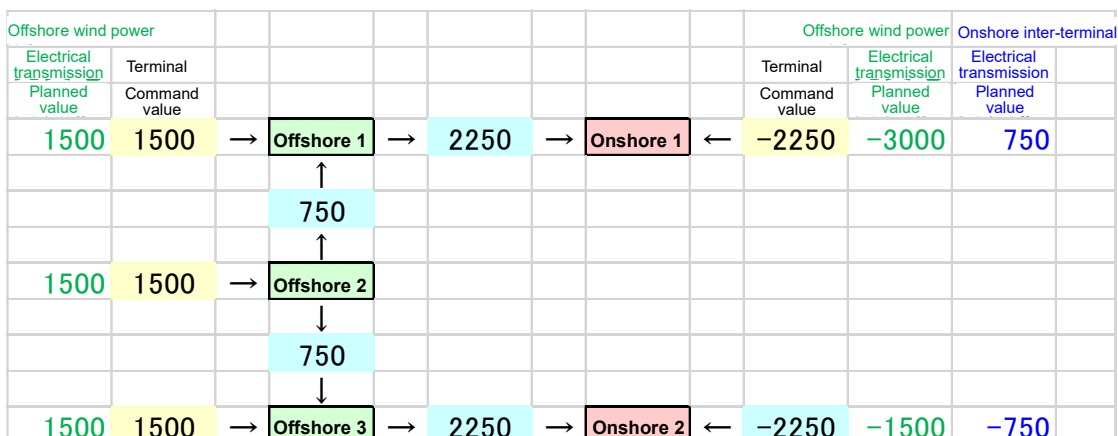 Offshore wind power Offshore wind power Onshore inter-terminal
Electrical transmission Terminal Terminal Electrical transmission Electrical transmission
Planned value Command value Command value Planned value Planned value
1500 1500 → Offshore 1 → 2250 → Onshore 1 ← −2250 −3000 750
↑
750
↑
1500 1500 → Offshore 2
↓
750
↓
1500 1500 → Offshore 3 → 2250 → Onshore 2 ← −2250 −1500 −750